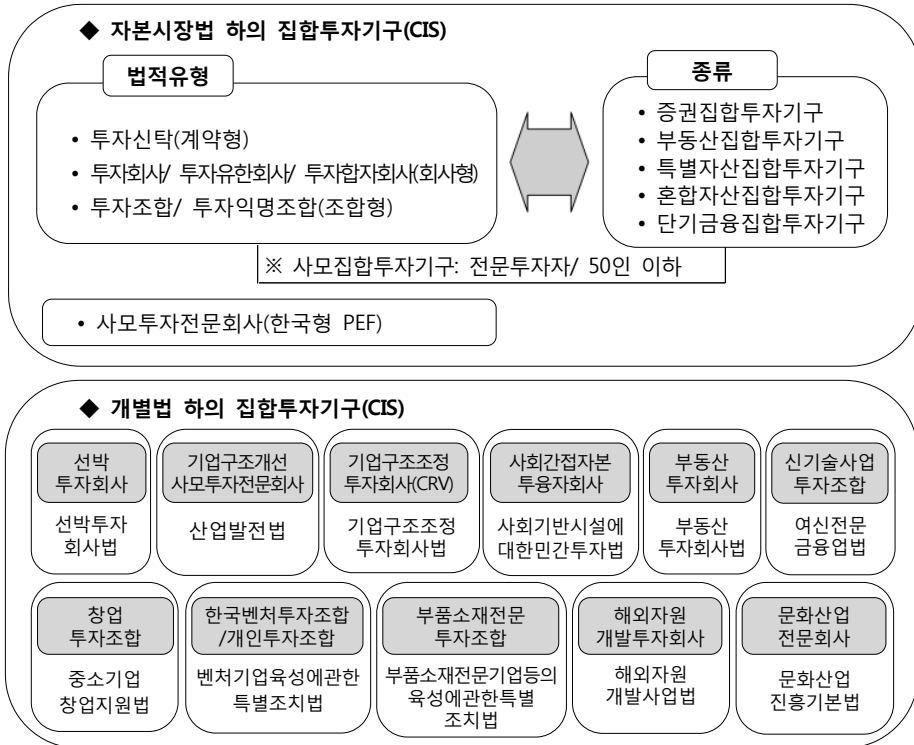 ◆ 자본시장법 하의 집합투자기구(CIS)
법적유형
• 투자신탁(계약형)
• 투자회사/ 투자유한회사/ 투자합자회사(회사형)
• 투자조합/ 투자익명조합(조합형)
종류
• 증권집합투자기구
• 부동산집합투자기구
• 특별자산집합투자기구
• 혼합자산집합투자기구
• 단기금융집합투자기구
※ 사모집합투자기구: 전문투자자/ 50인 이하
• 사모투자전문회사(한국형 PEF)
◆ 개별법 하의 집합투자기구(CIS)
선박
투자회사
선박투자
회사법
기업구조개선
사모투자전문회사
산업발전법
기업구조조정
투자회사(CRV)
기업구조조정
투자회사법
사회간접자본
투융자회사
사회기반시설에
대한민간투자법
부동산
투자회사
부동산
투자회사법
신기술사업
투자조합
여신전문
금융업법
창업
투자조합
중소기업
창업지원법
한국벤처투자조합
/개인투자조합
벤처기업육성에관한
특별조치법
부품소재전문
투자조합
부품소재전문기업등의
육성에관한특별
조치법
해외자원
개발투자회사
해외자원
개발사업법
문화산업
전문회사
문화산업
진흥기본법